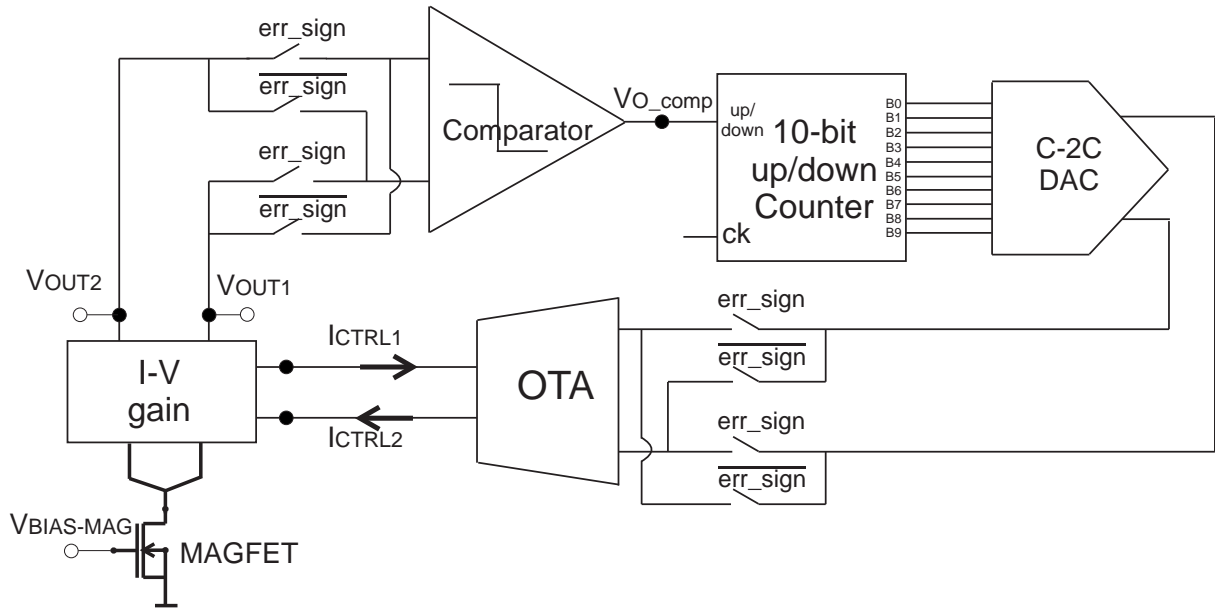 err_sign
err_sign
err_sign
err_sign
Comparator
VO_comp
up/
down
10-bit
up/down
Counter
ck
B0
B1
B2
B3
B4
B5
B6
B7
B8
B9
C-2C
DAC
VOUT2
VOUT1
I-V
gain
ICTRL1
ICTRL2
OTA
err_sign
err_sign
err_sign
err_sign
VBIAS-MAG
MAGFET